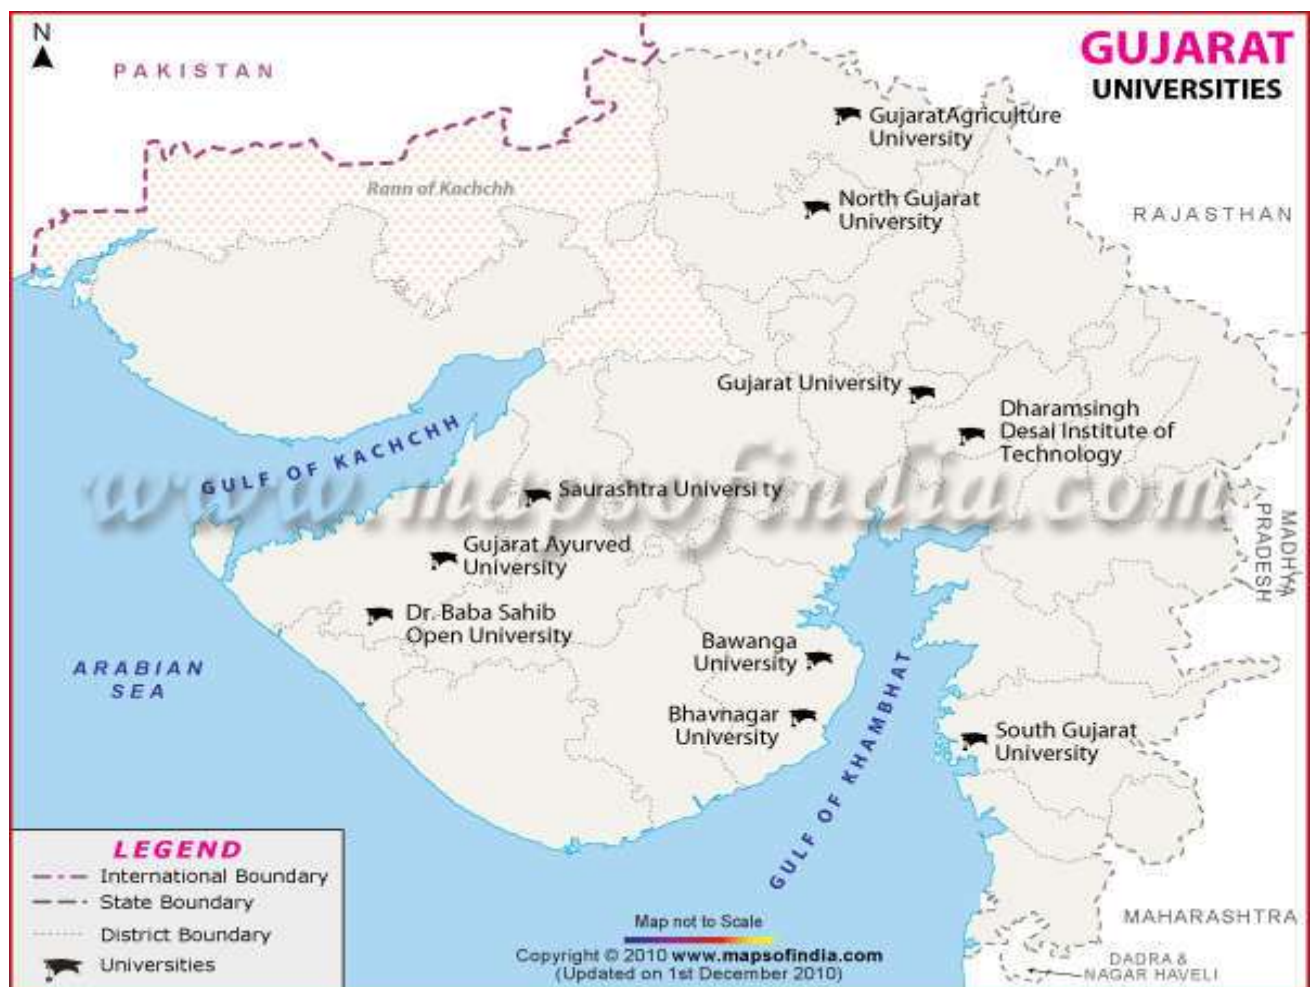 N
PAKISTAN
GUJARAT
UNIVERSITIES
GujaratAgriculture
University
Rann of Kachchh
North Gujarat
University
RAJASTHAN
Gujarat University
Dharamsingh
Desai Institute of
Technology
GULF OF KACHCHH
www.mapsofindia.com
Saurashtra University
MADHYA
PRADESH
Gujarat Ayurved
University
Dr. Baba Sahib
Open University
ARABIAN
SEA
Bawanga
University
Bhavnagar
University
GULF OF KHAMBHAT
South Gujarat
University
LEGEND
International Boundary
State Boundary
District Boundary
Universities
Map not to Scale
Copyright © 2010 www.mapsofindia.com
(Updated on 1st December 2010)
MAHARASHTRA
DADRA &
NAGAR HAVELI